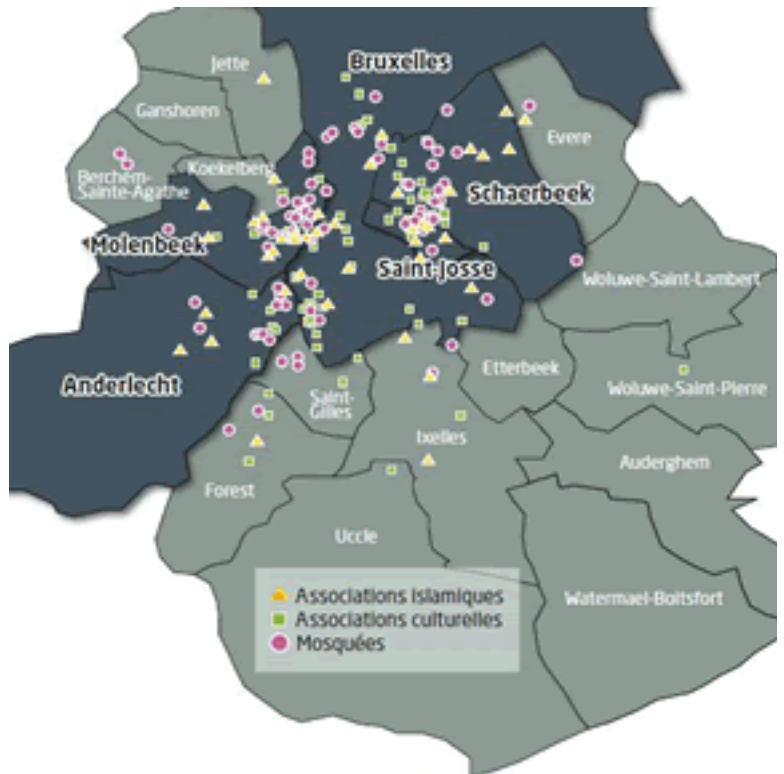 Jette
Bruxelles
Ganshoren
Evere
Koekelberg
Berchem-
Sainte-Agathe
Schaerbeek
Molenbeek
Saint-Josse
Woluwe-Saint-Lambert
Anderlecht
Etterbeek
Woluwe-Saint-Pierre
Saint-
Gilles
Ixelles
Auderghem
Forest
Uccle
Watermael-Boitsfort
Associations islamiques
Associations culturelles
Mosquées